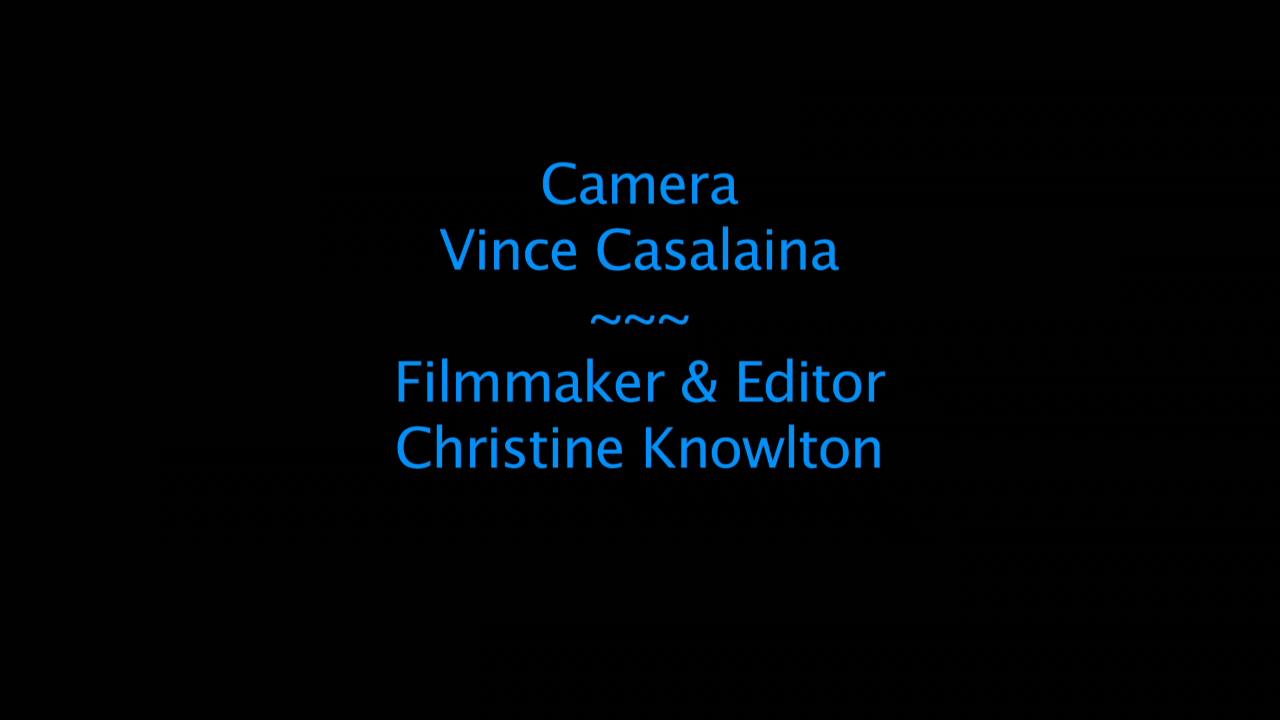 Camera
Vince Casalaina
~~~
Filmmaker & Editor
Christine Knowlton